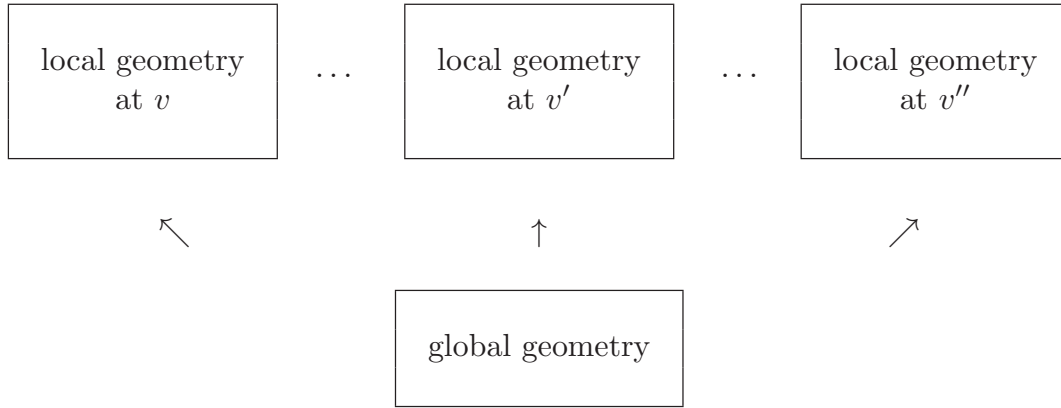 local geometry
at v
...
local geometry
at v′
...
local geometry
at v″
global geometry